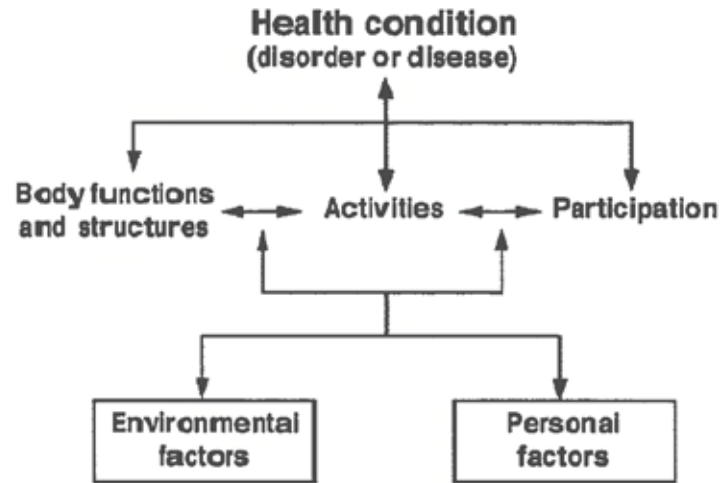 Health condition
(disorder or disease)
Body functions
and structures
Activities
Participation
Environmental
factors
Personal
factors